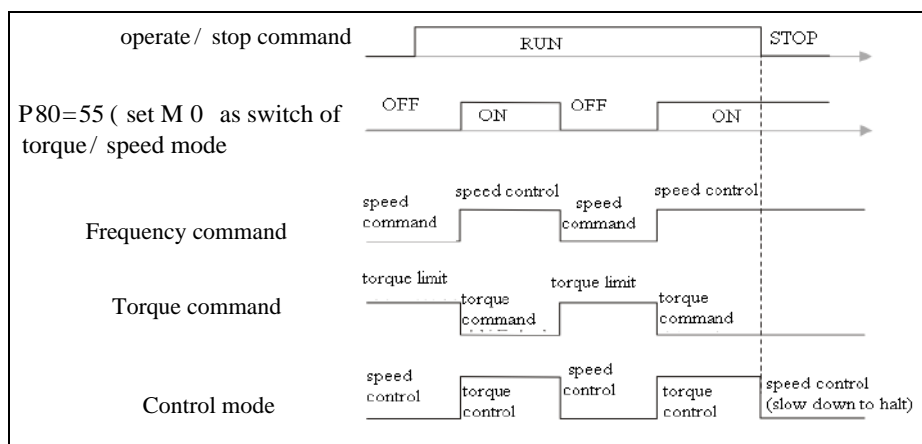 operate / stop command
RUN
STOP
P80=55 ( set M 0 as switch of
torque / speed mode
OFF
ON
OFF
ON
Frequency command
speed
command
speed control
speed
command
speed control
Torque command
torque limit
torque
command
torque limit
torque
command
Control mode
speed
control
torque
control
speed
control
torque
control
speed control
(slow down to halt)